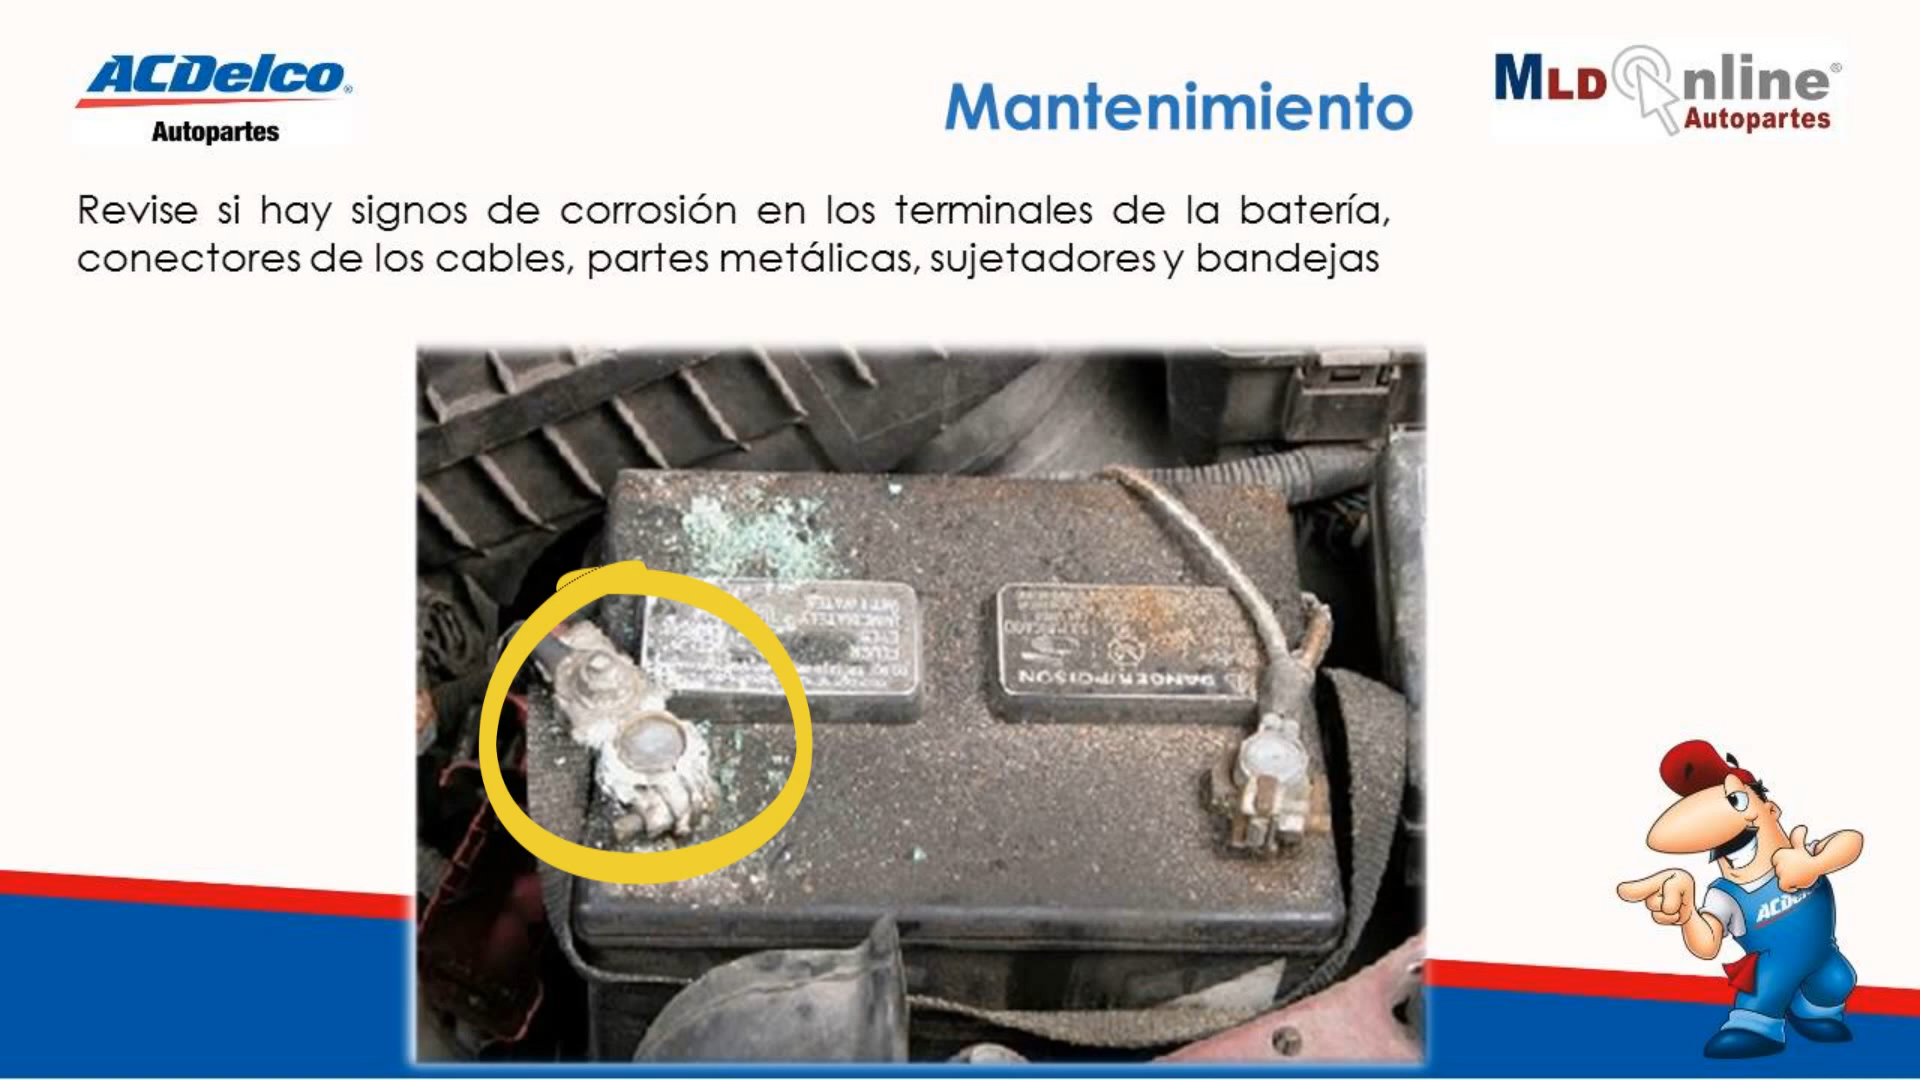 ACDelco
Autopartes
Mantenimiento
MLD Online
Autopartes
Revise si hay signos de corrosión en los terminales de la batería,
conectores de los cables, partes metálicas, sujetadores y bandejas
DANGER/POISON